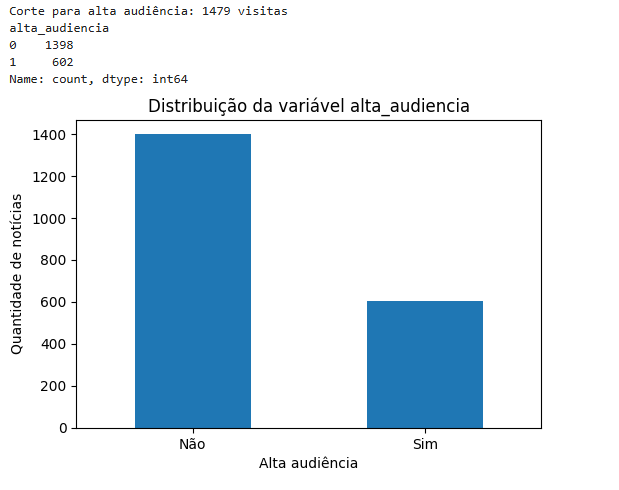 Corte para alta audiência: 1479 visitas
alta_audiencia
0    1398
1     602
Name: count, dtype: int64
Distribuição da variável alta_audiencia
1400
1200
1000
800
600
400
200
0
Quantidade de notícias
Não Sim
Alta audiência